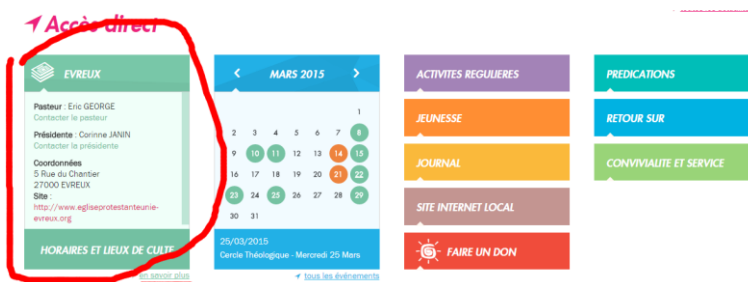 Accès direct
EVREUX
Pasteur : Eric GEORGE
Contacter le pasteur
Présidente : Corinne JANIN
Contacter la présidente
Coordonnées
5 Rue du Chantier
27000 EVREUX
Site :
http://www.egliseprotestanteunie-
evreux.org
HORAIRES ET LIEUX DE CULTE
en savoir plus
MARS 2015
1
2 3 4 5 6 7 8
9 10 11 12 13 14 15
16 17 18 19 20 21 22
23 24 25 26 27 28 29
30 31
25/03/2015
Cercle Théologique - Mercredi 25 Mars
tous les événements
ACTIVITES REGULIERES
JEUNESSE
JOURNAL
SITE INTERNET LOCAL
FAIRE UN DON
PREDICATIONS
RETOUR SUR
CONVIVIALITE ET SERVICE